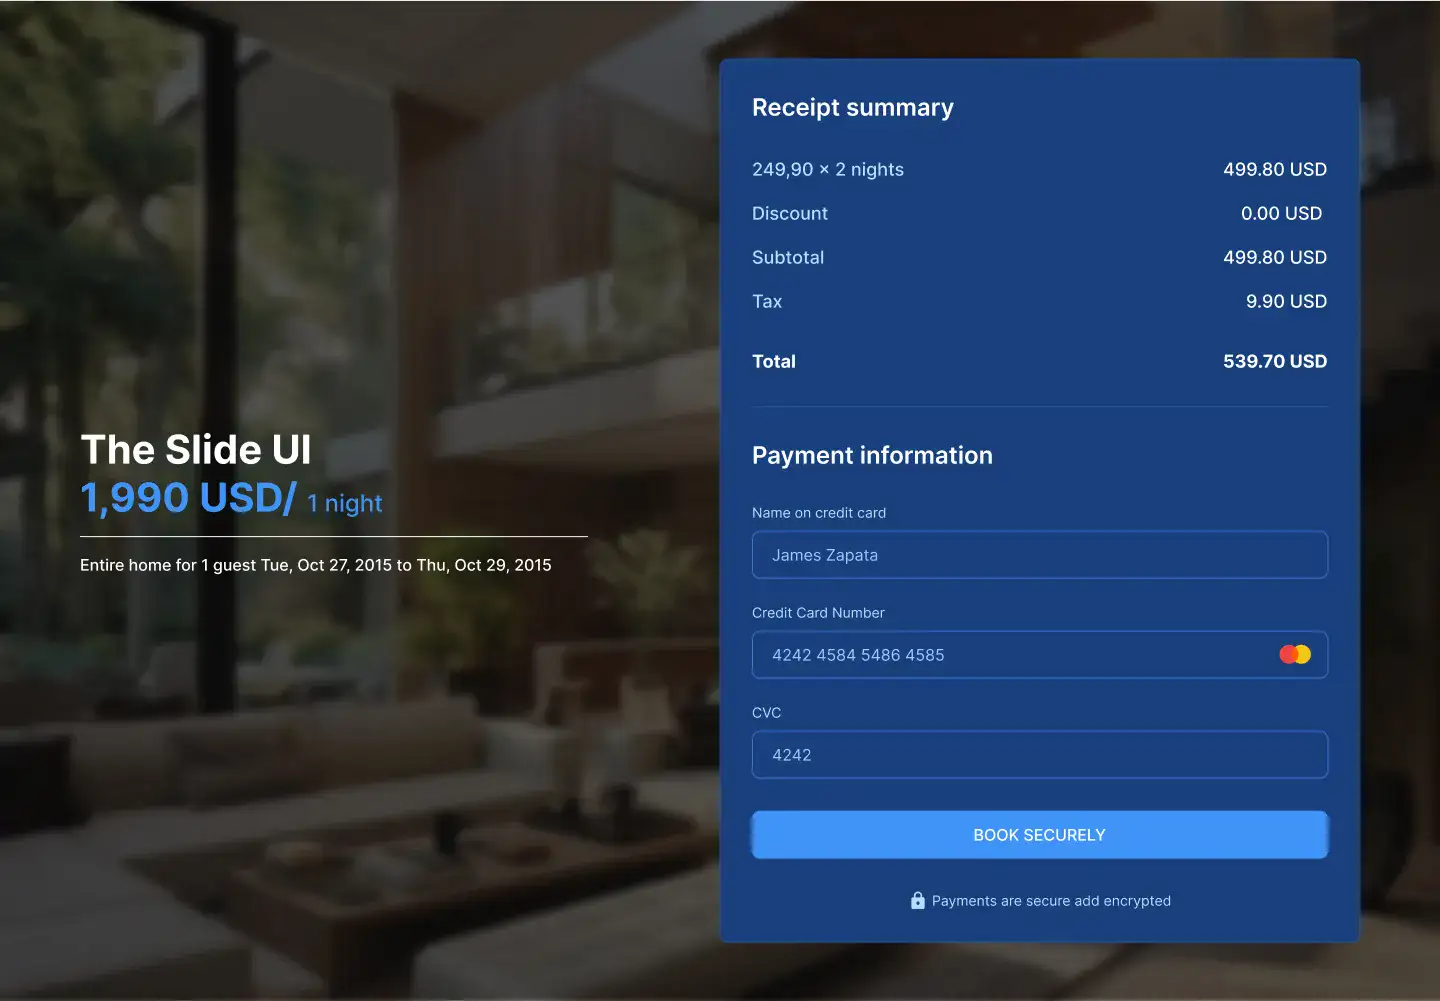 The Slide UI
1,990 USD/ 1 night
Entire home for 1 guest Tue, Oct 27, 2015 to Thu, Oct 29, 2015
Receipt summary
249,90 × 2 nights 499.80 USD
Discount 0.00 USD
Subtotal 499.80 USD
Tax 9.90 USD
Total 539.70 USD
Payment information
Name on credit card
James Zapata
Credit Card Number
4242 4584 5486 4585
CVC
4242
BOOK SECURELY
Payments are secure add encrypted